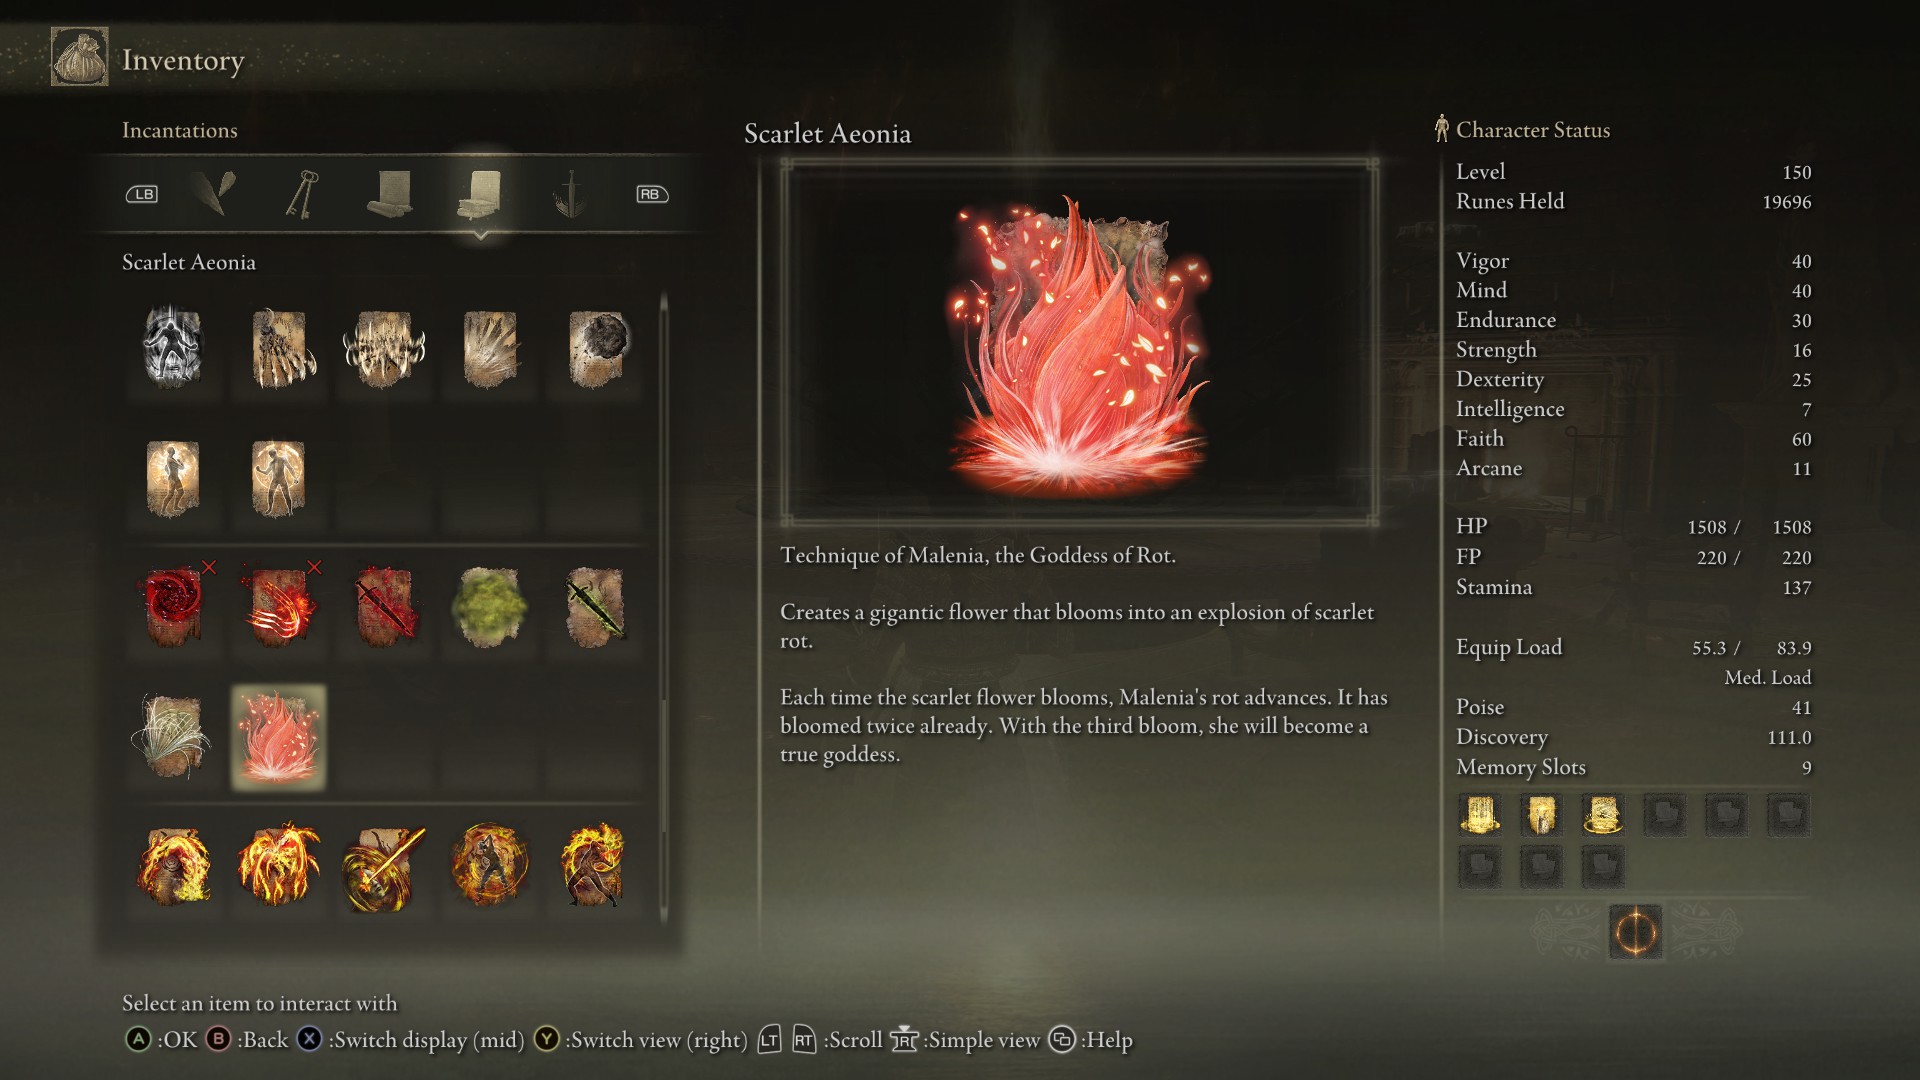 Inventory
Incantations
LB
RB
Scarlet Aeonia
Scarlet Aeonia
Technique of Malenia, the Goddess of Rot.
Creates a gigantic flower that blooms into an explosion of scarlet
rot.
Each time the scarlet flower blooms, Malenia's rot advances. It has
bloomed twice already. With the third bloom, she will become a
true goddess.
Character Status
Level 150
Runes Held 19696
Vigor 40
Mind 40
Endurance 30
Strength 16
Dexterity 25
Intelligence 7
Faith 60
Arcane 11
HP 1508 / 1508
FP 220 / 220
Stamina 137
Equip Load 55.3 / 83.9
Med. Load
Poise 41
Discovery 111.0
Memory Slots 9
Select an item to interact with
A :OK B :Back X :Switch display (mid) Y :Switch view (right) LT RT :Scroll R :Simple view :Help